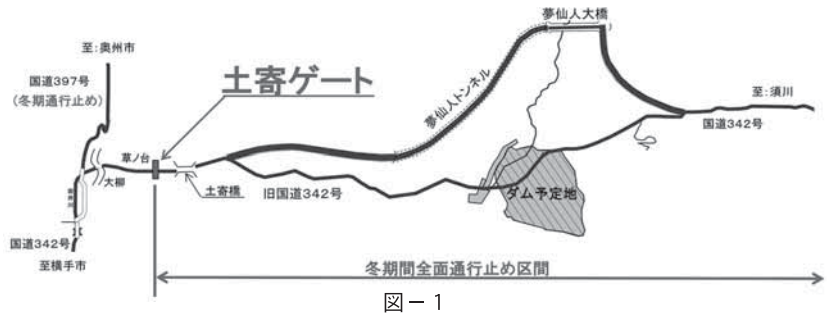 夢仙人大橋
至:奥州市
国道397号
(冬期通行止め)
土寄ゲート
夢仙人トンネル
至:須川
国道342号
草ノ台
大柳
土寄橋
旧国道342号
ダム予定地
国道342号
至横手市
冬期間全面通行止め区間
図－1